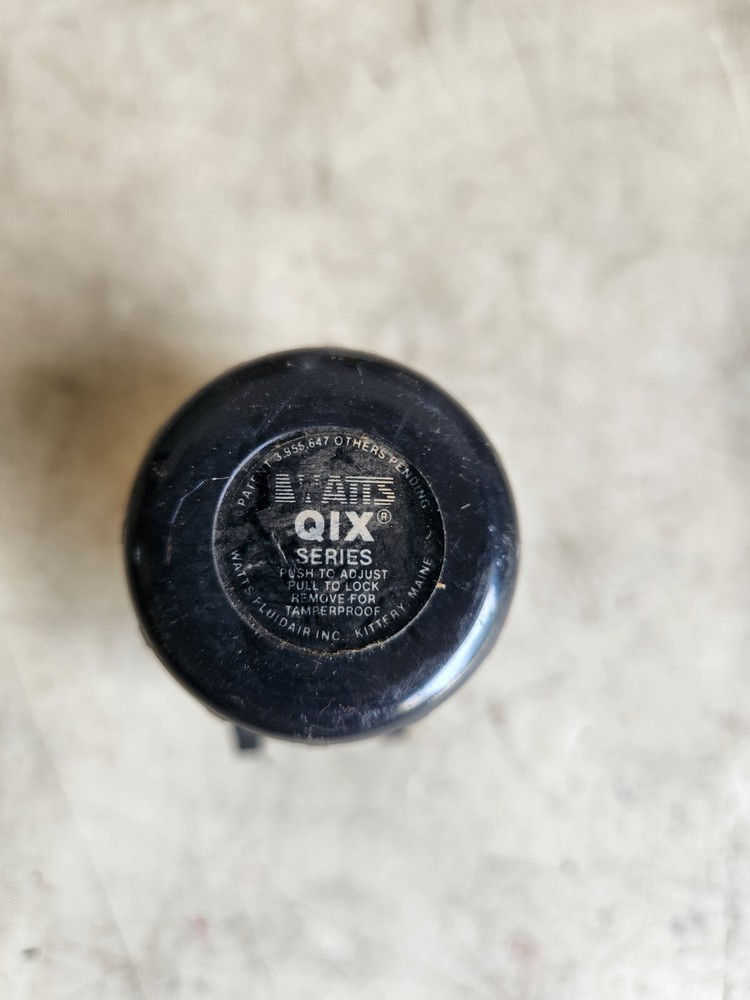 PATENT 3,955,647 OTHERS PENDING
WATTS
QIX®
SERIES
PUSH TO ADJUST
PULL TO LOCK
REMOVE FOR
TAMPERPROOF
WATTS FLUIDAIR INC. KITTERY, MAINE